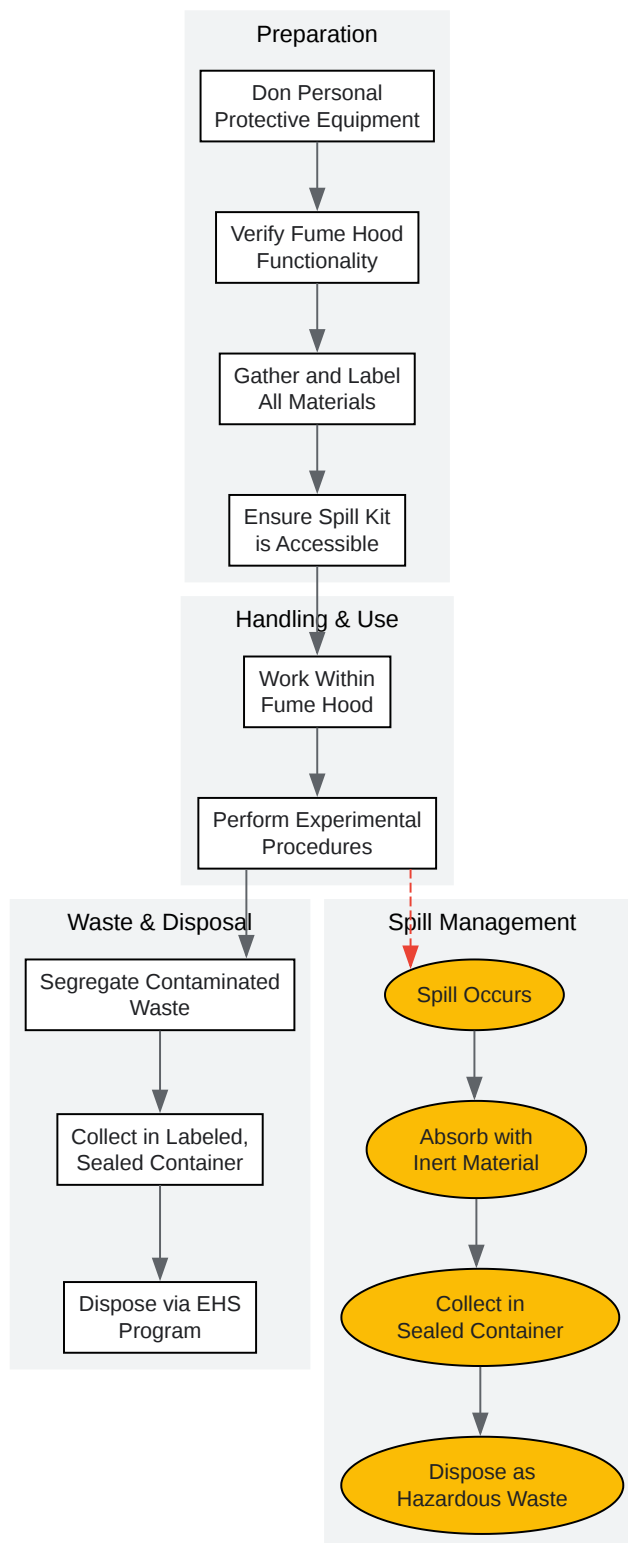 Preparation
Don Personal
Protective Equipment
Verify Fume Hood
Functionality
Gather and Label
All Materials
Ensure Spill Kit
is Accessible
Handling & Use
Work Within
Fume Hood
Perform Experimental
Procedures
Waste & Disposal
Segregate Contaminated
Waste
Collect in Labeled,
Sealed Container
Dispose via EHS
Program
Spill Management
Spill Occurs
Absorb with
Inert Material
Collect in
Sealed Container
Dispose as
Hazardous Waste